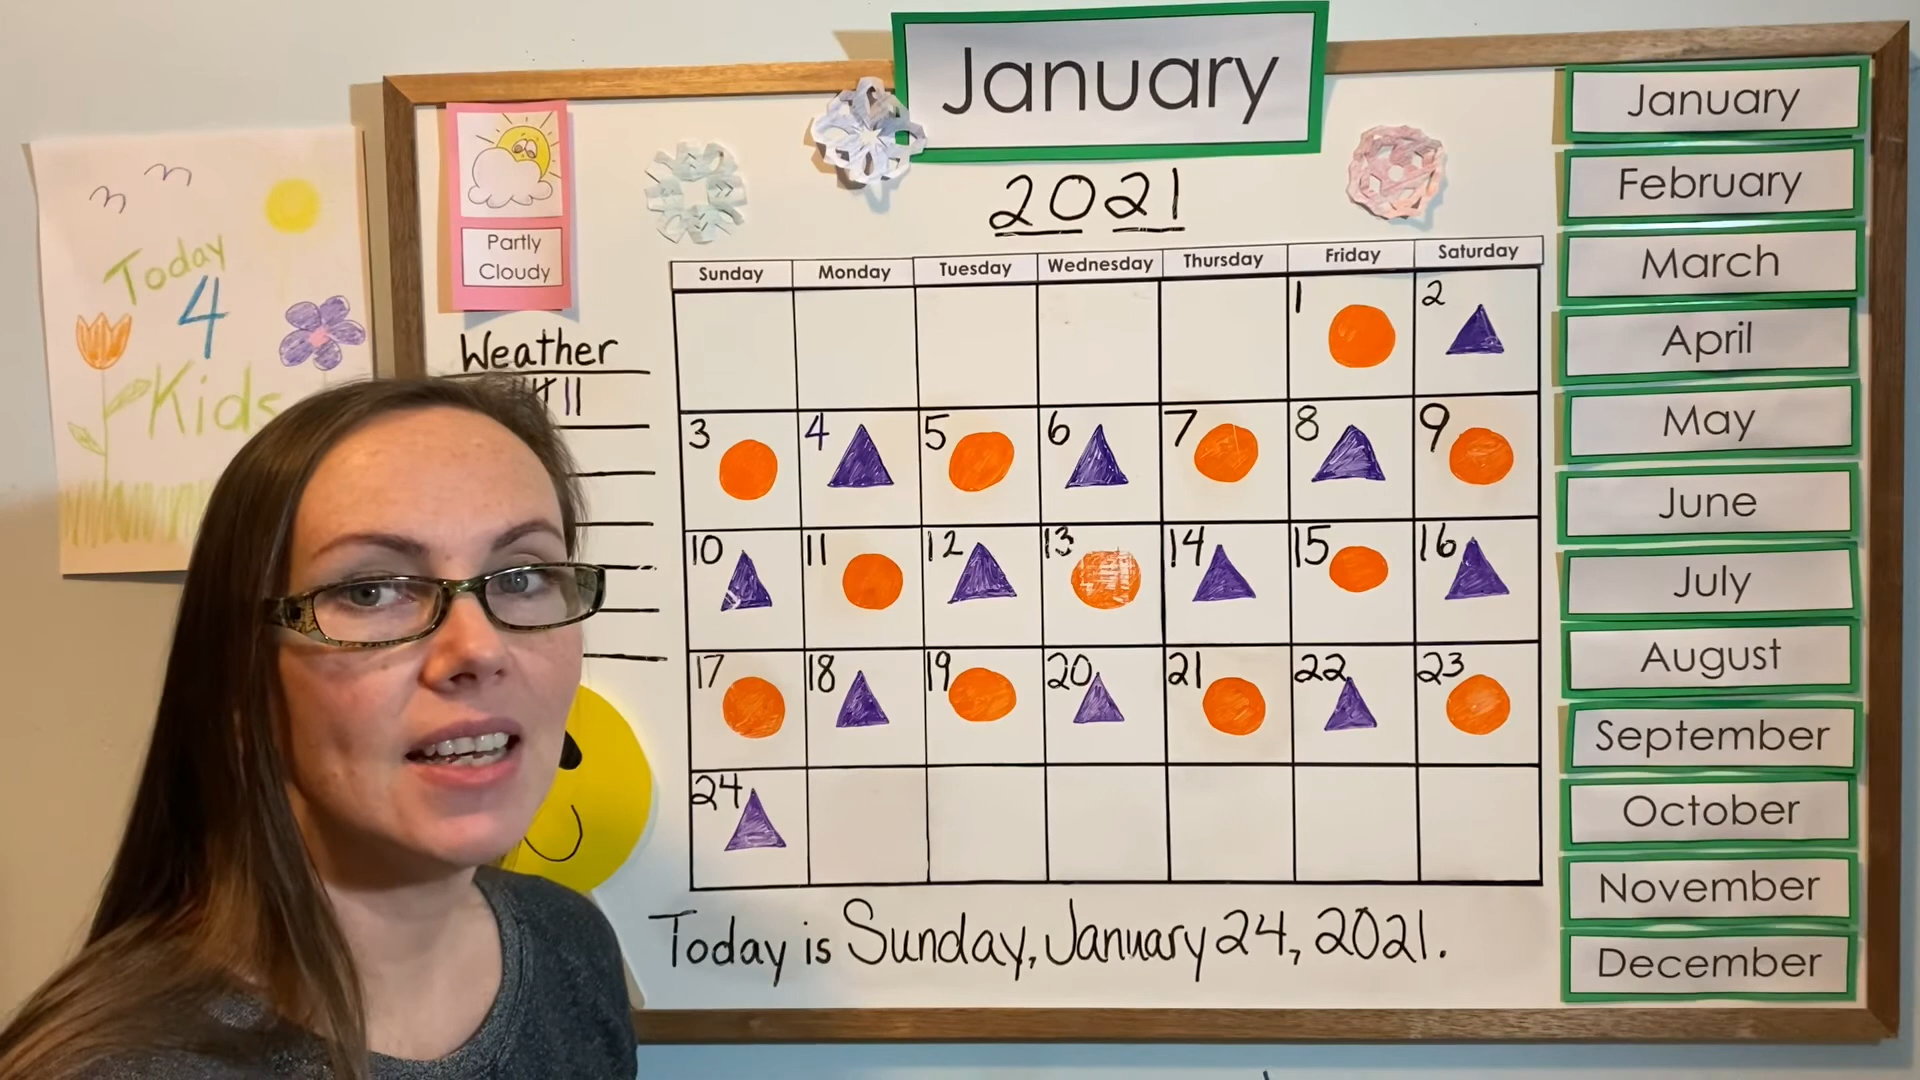 January
2021
Partly
Cloudy
Weather
Today
4
Kids
Sunday Monday Tuesday Wednesday Thursday Friday Saturday
1 2
3 4 5 6 7 8 9
10 11 12 13 14 15 16
17 18 19 20 21 22 23
24
Today is Sunday, January 24, 2021.
January
February
March
April
May
June
July
August
September
October
November
December